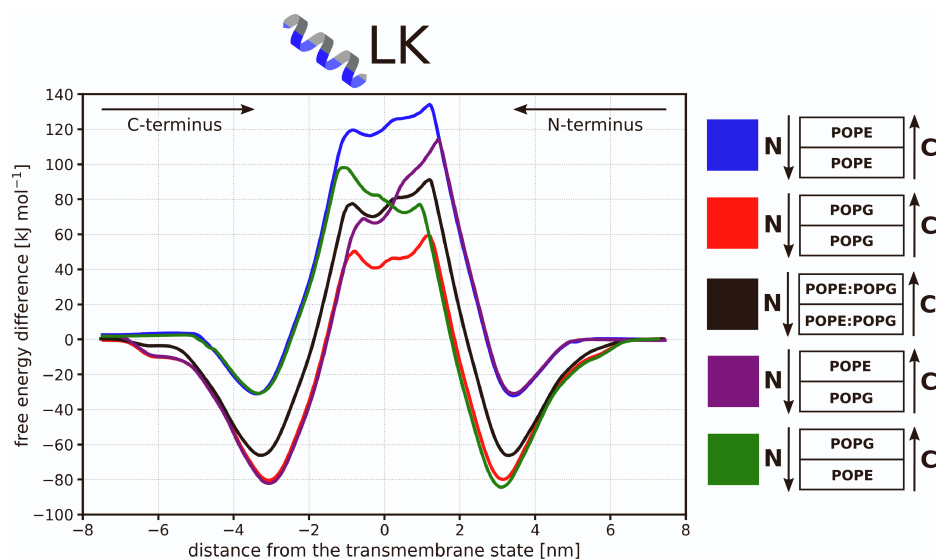 LK
140
120
100
80
60
40
20
0
−20
−40
−60
−80
−100
free energy difference [kJ mol⁻¹]
C-terminus
N-terminus
−8 −6 −4 −2 0 2 4 6 8
distance from the transmembrane state [nm]
N POPE C
POPE
N POPG C
POPG
N POPE:POPG C
POPE:POPG
N POPE C
POPG
N POPG C
POPE